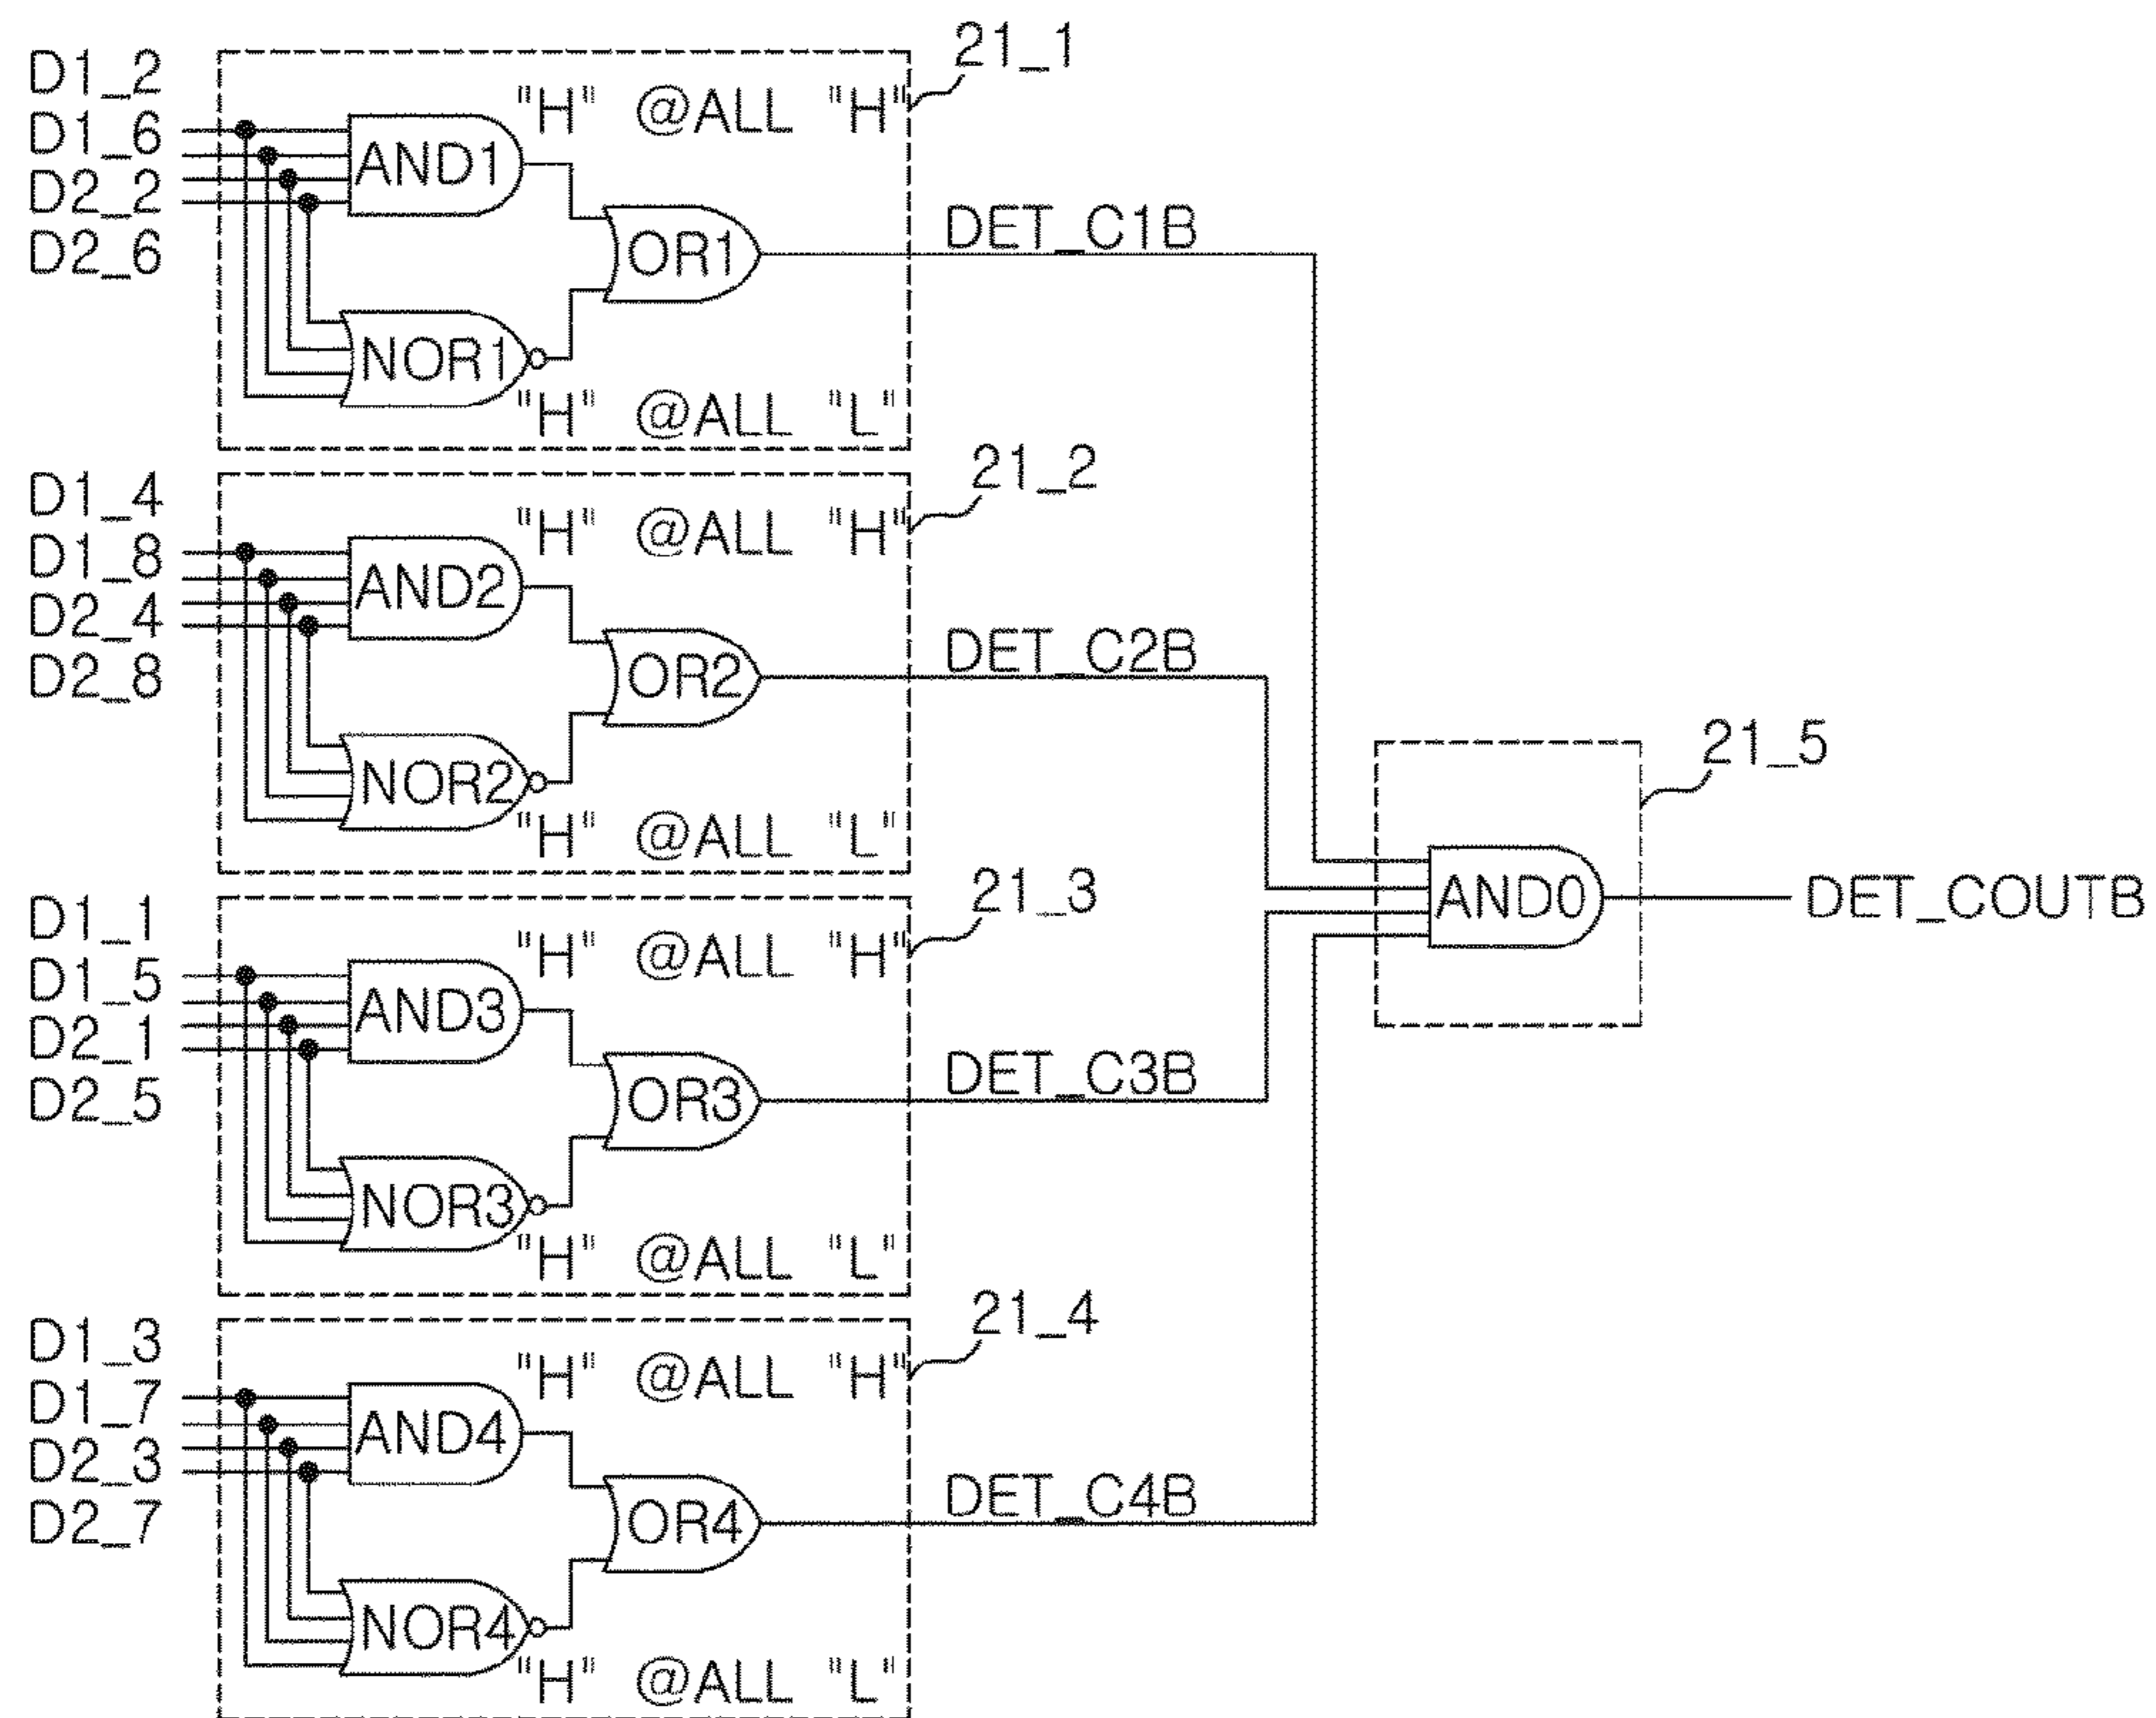 21_1
D1_2
D1_6
D2_2
D2_6
"H" @ALL "H"
AND1
OR1
DET_C1B
NOR1
"H" @ALL "L"
21_2
D1_4
D1_8
D2_4
D2_8
"H" @ALL "H"
AND2
OR2
DET_C2B
NOR2
"H" @ALL "L"
21_5
AND0
DET_COUTB
21_3
D1_1
D1_5
D2_1
D2_5
"H" @ALL "H"
AND3
OR3
DET_C3B
NOR3
"H" @ALL "L"
21_4
D1_3
D1_7
D2_3
D2_7
"H" @ALL "H"
AND4
OR4
DET_C4B
NOR4
"H" @ALL "L"